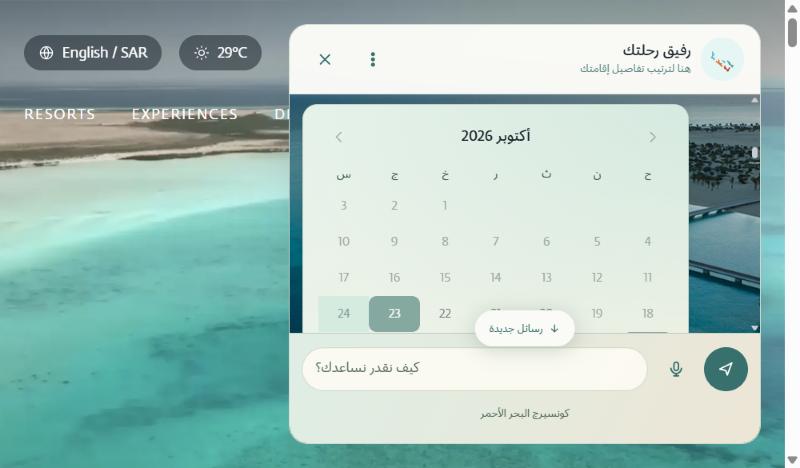 English / SAR
29°C
RESORTS EXPERIENCES
رفيق رحلتك
هنا لترتيب تفاصيل إقامتك
أكتوبر 2026
ح ن ث ر خ ج س
1 2 3
4 5 6 7 8 9 10
11 12 13 14 15 16 17
18 19 22 23 24
رسائل جديدة
كيف نقدر نساعدك؟
كونسيرج البحر الأحمر